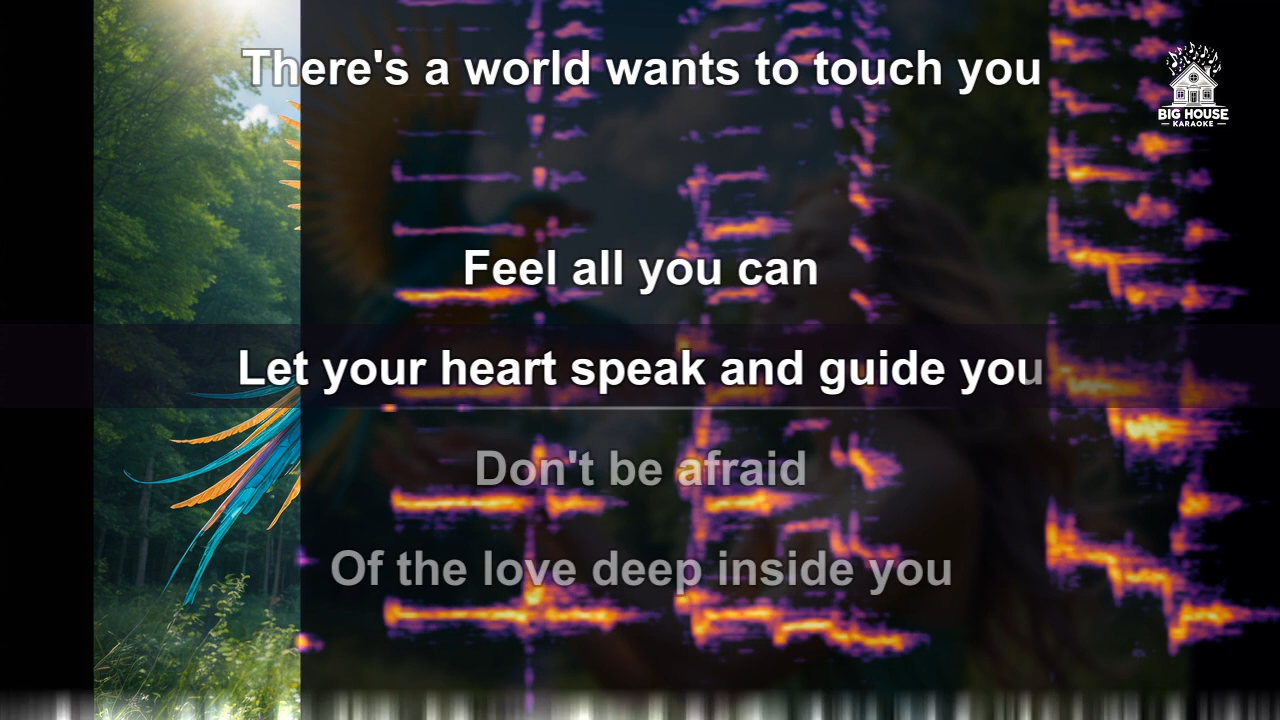 There's a world wants to touch you
BIG HOUSE
KARAOKE
Feel all you can
Let your heart speak and guide you
Don't be afraid
Of the love deep inside you